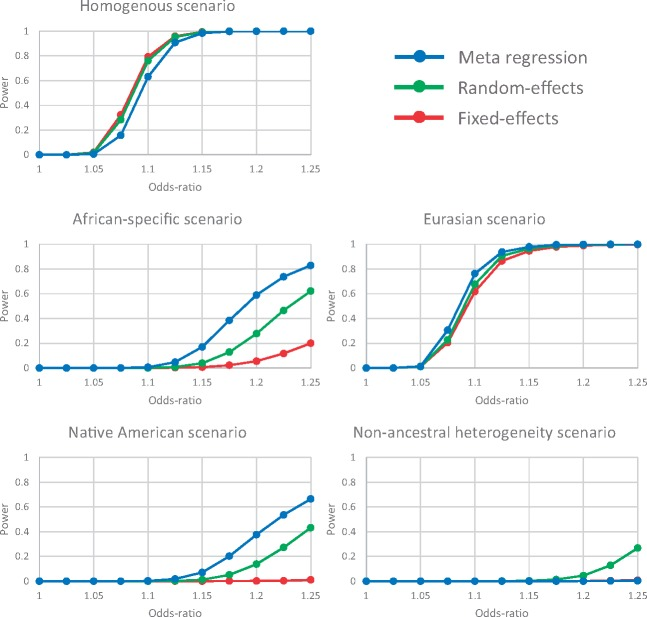 Homogenous scenario
Power
1
0.8
0.6
0.4
0.2
0
1 1.05 1.1 1.15 1.2 1.25
Odds-ratio
Meta regression
Random-effects
Fixed-effects
African-specific scenario
Power
1
0.8
0.6
0.4
0.2
0
1 1.05 1.1 1.15 1.2 1.25
Odds-ratio
Eurasian scenario
Power
1
0.8
0.6
0.4
0.2
0
1 1.05 1.1 1.15 1.2 1.25
Odds-ratio
Native American scenario
Power
1
0.8
0.6
0.4
0.2
0
1 1.05 1.1 1.15 1.2 1.25
Odds-ratio
Non-ancestral heterogeneity scenario
Power
1
0.8
0.6
0.4
0.2
0
1 1.05 1.1 1.15 1.2 1.25
Odds-ratio